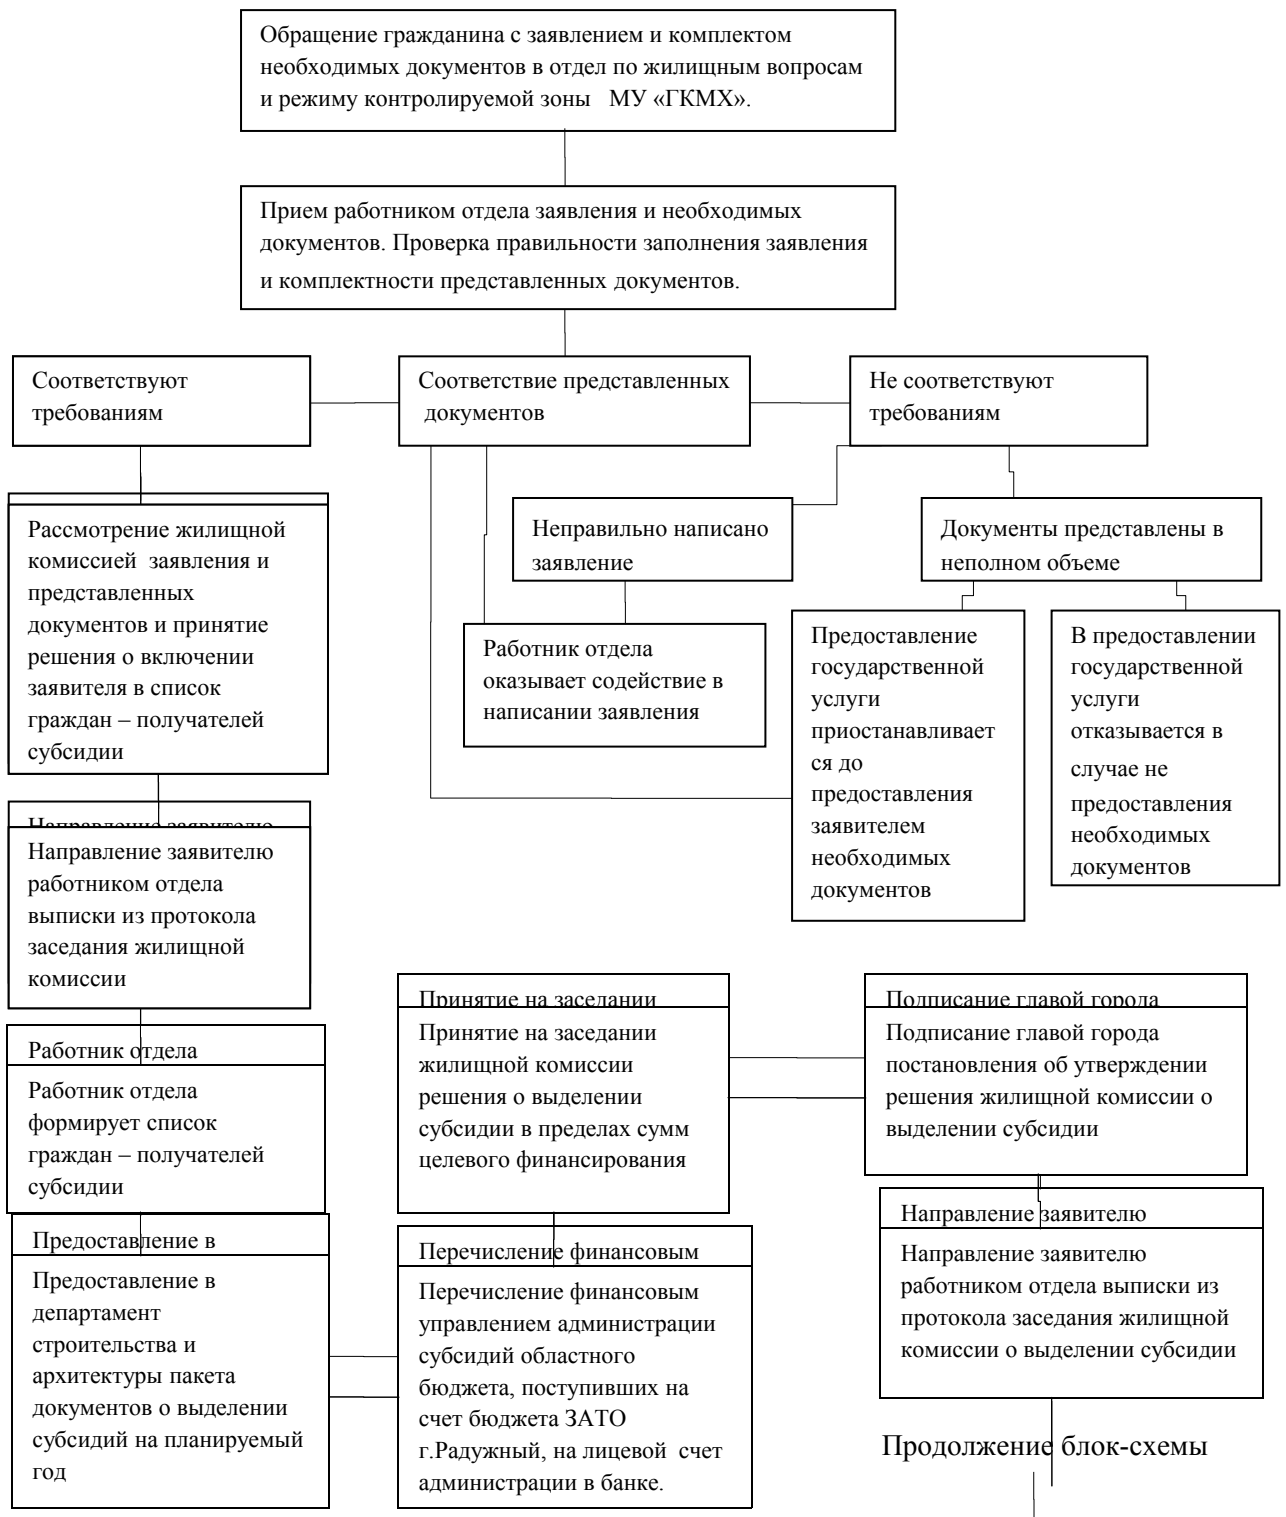 Обращение гражданина с заявлением и комплектом
необходимых документов в отдел по жилищным вопросам
и режиму контролируемой зоны МУ «ГКМХ».
Прием работником отдела заявления и необходимых
документов. Проверка правильности заполнения заявления
и комплектности представленных документов.
Соответствуют
требованиям
Соответствие представленных
документов
Не соответствуют
требованиям
Рассмотрение жилищной
комиссией заявления и
представленных
документов и принятие
решения о включении
заявителя в список
граждан – получателей
субсидии
Неправильно написано
заявление
Документы представлены в
неполном объеме
Работник отдела
оказывает содействие в
написании заявления
Предоставление
государственной
услуги
приостанавливает
ся до
предоставления
заявителем
необходимых
документов
В предоставлении
государственной
услуги
отказывается в
случае не
предоставления
необходимых
документов
Направление заявителю
Направление заявителю
работником отдела
выписки из протокола
заседания жилищной
комиссии
Работник отдела
Работник отдела
формирует список
граждан – получателей
субсидии
Предоставление в
Предоставление в
департамент
строительства и
архитектуры пакета
документов о выделении
субсидий на планируемый
год
Принятие на заседании
Принятие на заседании
жилищной комиссии
решения о выделении
субсидии в пределах сумм
целевого финансирования
Перечисление финансовым
Перечисление финансовым
управлением администрации
субсидий областного
бюджета, поступивших на
счет бюджета ЗАТО
г.Радужный, на лицевой счет
администрации в банке.
Подписание главой города
Подписание главой города
постановления об утверждении
решения жилищной комиссии о
выделении субсидии
Направление заявителю
Направление заявителю
работником отдела выписки из
протокола заседания жилищной
комиссии о выделении субсидии
Продолжение блок-схемы